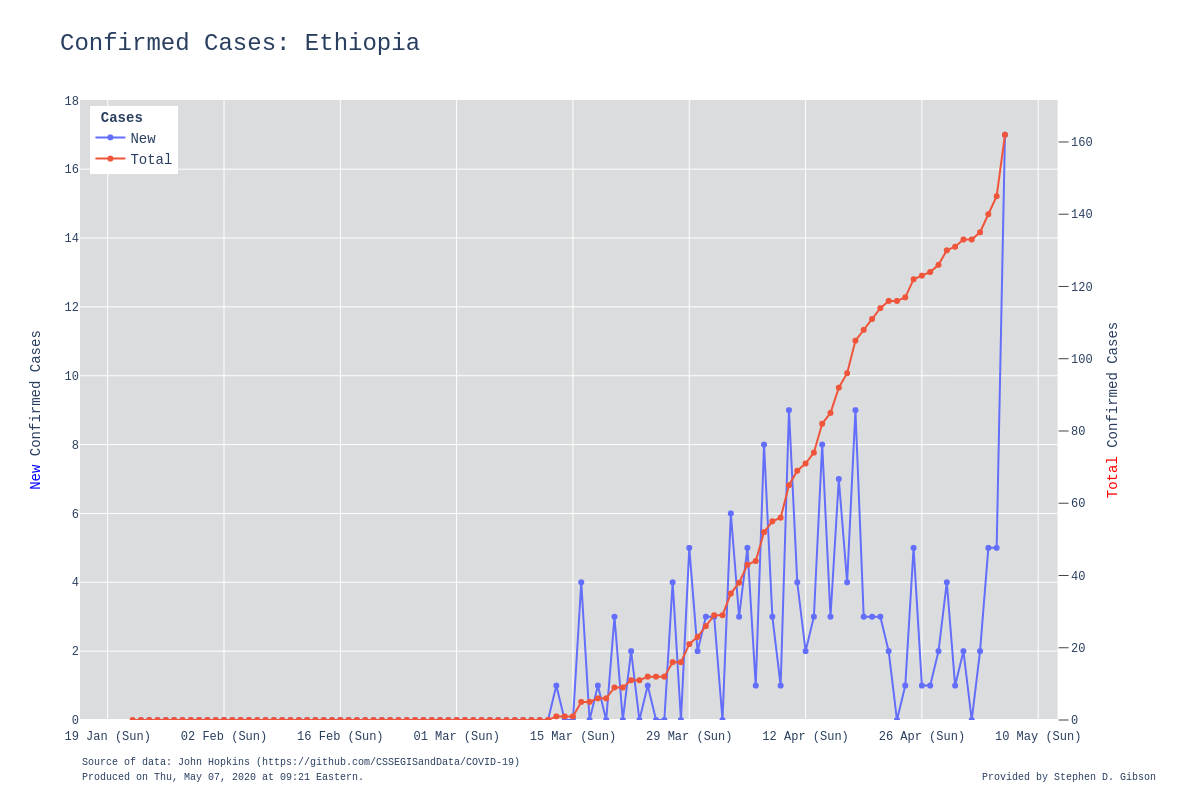 Confirmed Cases: Ethiopia
Cases
New
Total
18
16
14
12
10
8
6
4
2
0
New Confirmed Cases
160
140
120
100
80
60
40
20
0
Total Confirmed Cases
19 Jan (Sun) 02 Feb (Sun) 16 Feb (Sun) 01 Mar (Sun) 15 Mar (Sun) 29 Mar (Sun) 12 Apr (Sun) 26 Apr (Sun) 10 May (Sun)
Source of data: John Hopkins (https://github.com/CSSEGISandData/COVID-19)
Produced on Thu, May 07, 2020 at 09:21 Eastern.
Provided by Stephen D. Gibson